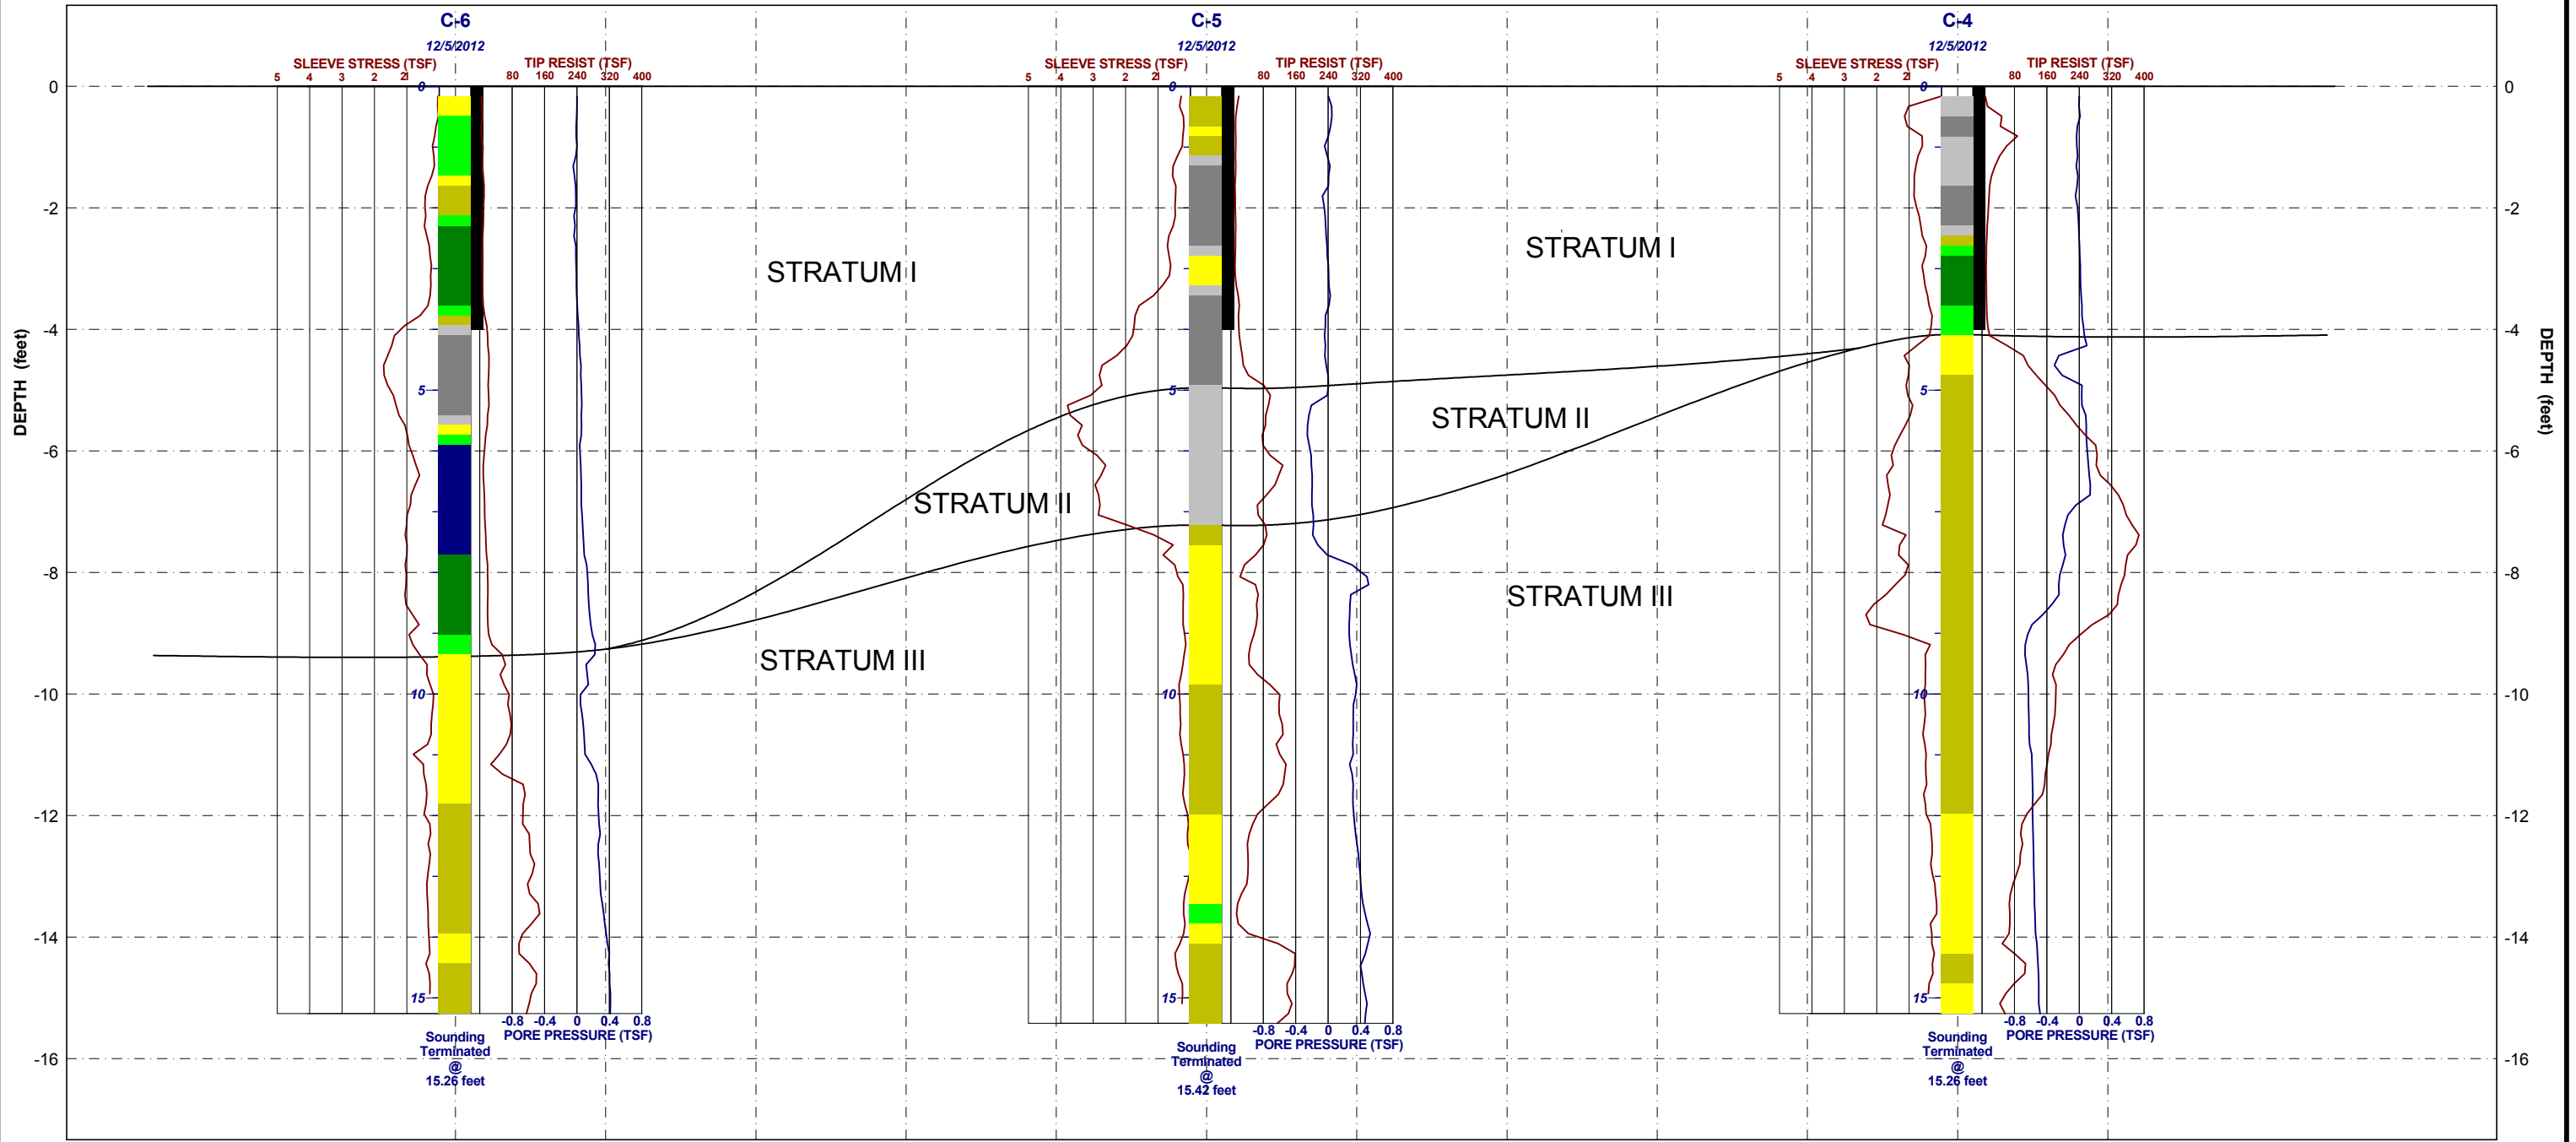 C-6
12/5/2012
SLEEVE STRESS (TSF) TIP RESIST (TSF)
5 4 3 2 2 80 160 240 320 400
C-5
12/5/2012
SLEEVE STRESS (TSF) TIP RESIST (TSF)
5 4 3 2 2 80 160 240 320 400
C-4
12/5/2012
SLEEVE STRESS (TSF) TIP RESIST (TSF)
5 4 3 2 2 80 160 240 320 400
DEPTH (feet)
0
-2
-4
-6
-8
-10
-12
-14
-16
0
5
10
15
STRATUM I
STRATUM II
STRATUM III
0
5
10
15
STRATUM I
STRATUM II
STRATUM III
0
5
10
15
0
-2
-4
-6
-8
-10
-12
-14
-16
DEPTH (feet)
-0.8 -0.4 0 0.4 0.8
PORE PRESSURE (TSF)
Sounding
Terminated
@
15.26 feet
-0.8 -0.4 0 0.4 0.8
PORE PRESSURE (TSF)
Sounding
Terminated
@
15.42 feet
-0.8 -0.4 0 0.4 0.8
PORE PRESSURE (TSF)
Sounding
Terminated
@
15.26 feet